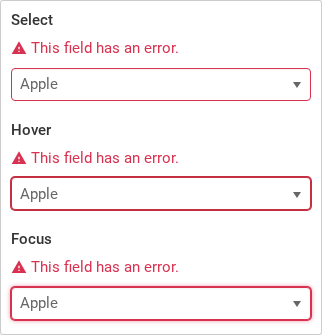 Select
This field has an error.
Apple
Hover
This field has an error.
Apple
Focus
This field has an error.
Apple